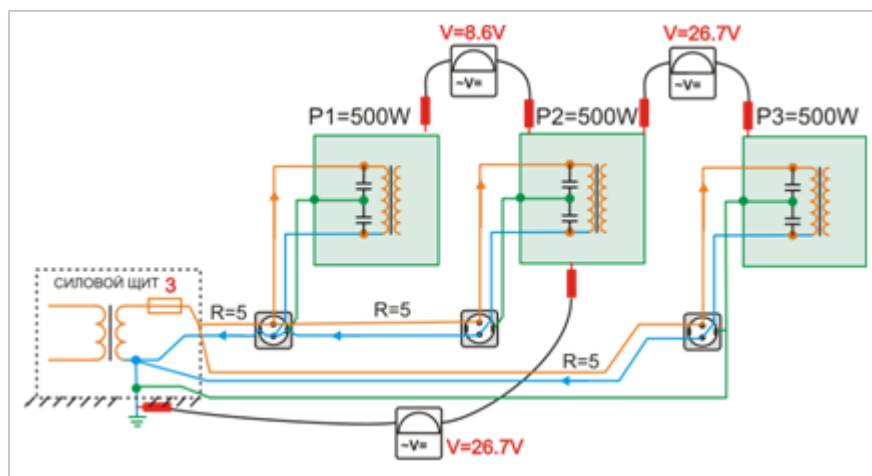 V=8.6V
V=26.7V
~V=
~V=
P1=500W
P2=500W
P3=500W
СИЛОВОЙ ЩИТ
3
R=5
R=5
R=5
~V=
V=26.7V